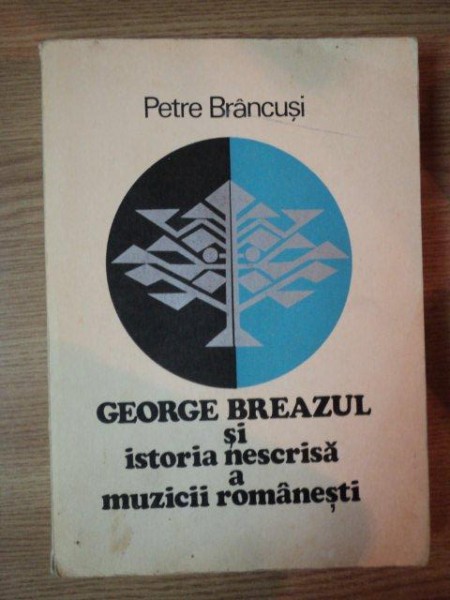 Petre Brâncuși
GEORGE BREAZUL
și
istoria nescrisă
a
muzicii românești